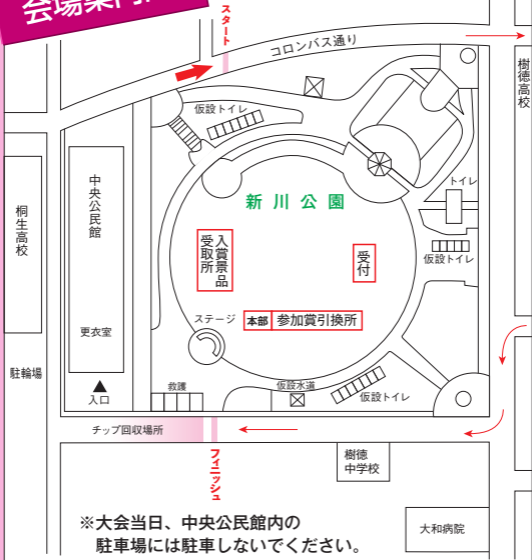 会場案内
スタート
コロンバス通り
樹徳高校
仮設トイレ
トイレ
中央公民館
桐生高校
新川公園
入賞景品
受取所
受付
仮設トイレ
ステージ
本部 参加賞引換所
更衣室
駐輪場
入口
救護
仮設水道
仮設トイレ
チップ回収場所
フィニッシュ
樹徳
中学校
大和病院
※大会当日、中央公民館内の
駐車場には駐車しないでください。